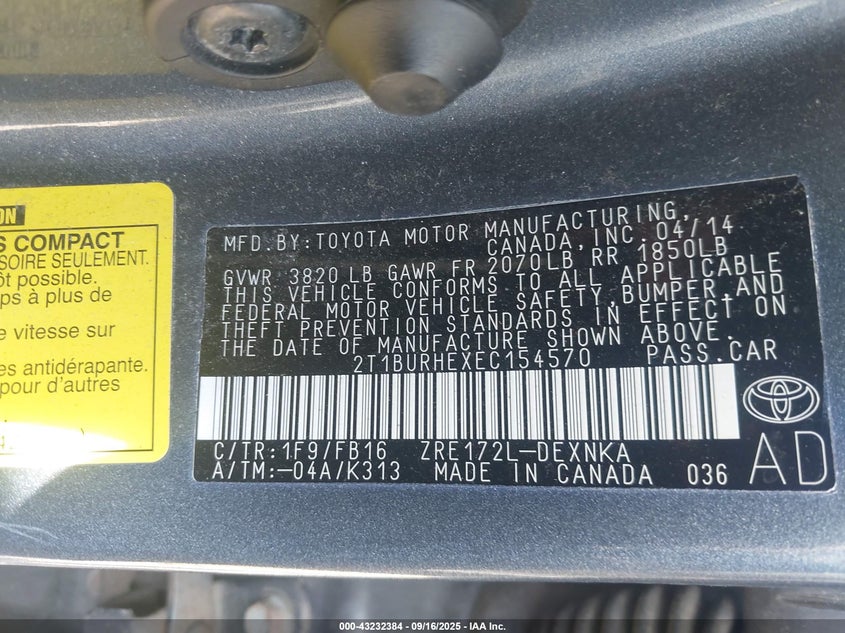 ON
S COMPACT
SOIRE SEULEMENT.
ôt possible.
ps à plus de
e vitesse sur
es antidérapante.
pour d'autres
MFD.BY:TOYOTA MOTOR MANUFACTURING,
CANADA,INC. 04/14
GVWR 3820 LB GAWR FR 2070LB RR 1850LB
THIS VEHICLE CONFORMS TO ALL APPLICABLE
FEDERAL MOTOR VEHICLE SAFETY,BUMPER,AND
THEFT PREVENTION STANDARDS IN EFFECT ON
THE DATE OF MANUFACTURE SHOWN ABOVE.
2T1BURHEXEC154570 PASS.CAR
C/TR:1F9/FB16 ZRE172L-DEXNKA
A/TM:-04A/K313 MADE IN CANADA 036
AD
000-43232384 - 09/16/2025 - IAA Inc.